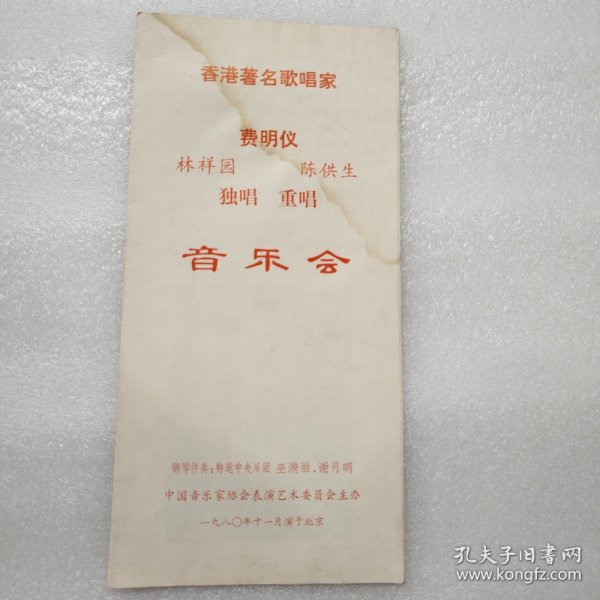 香港著名歌唱家
费明仪
林祥园 陈供生
独唱 重唱
音乐会
钢琴伴奏:特邀中央乐团 巫漪丽、谢月明
中国音乐家协会表演艺术委员会主办
一九八〇年十一月演于北京
孔夫子旧书网
www.kongfz.com